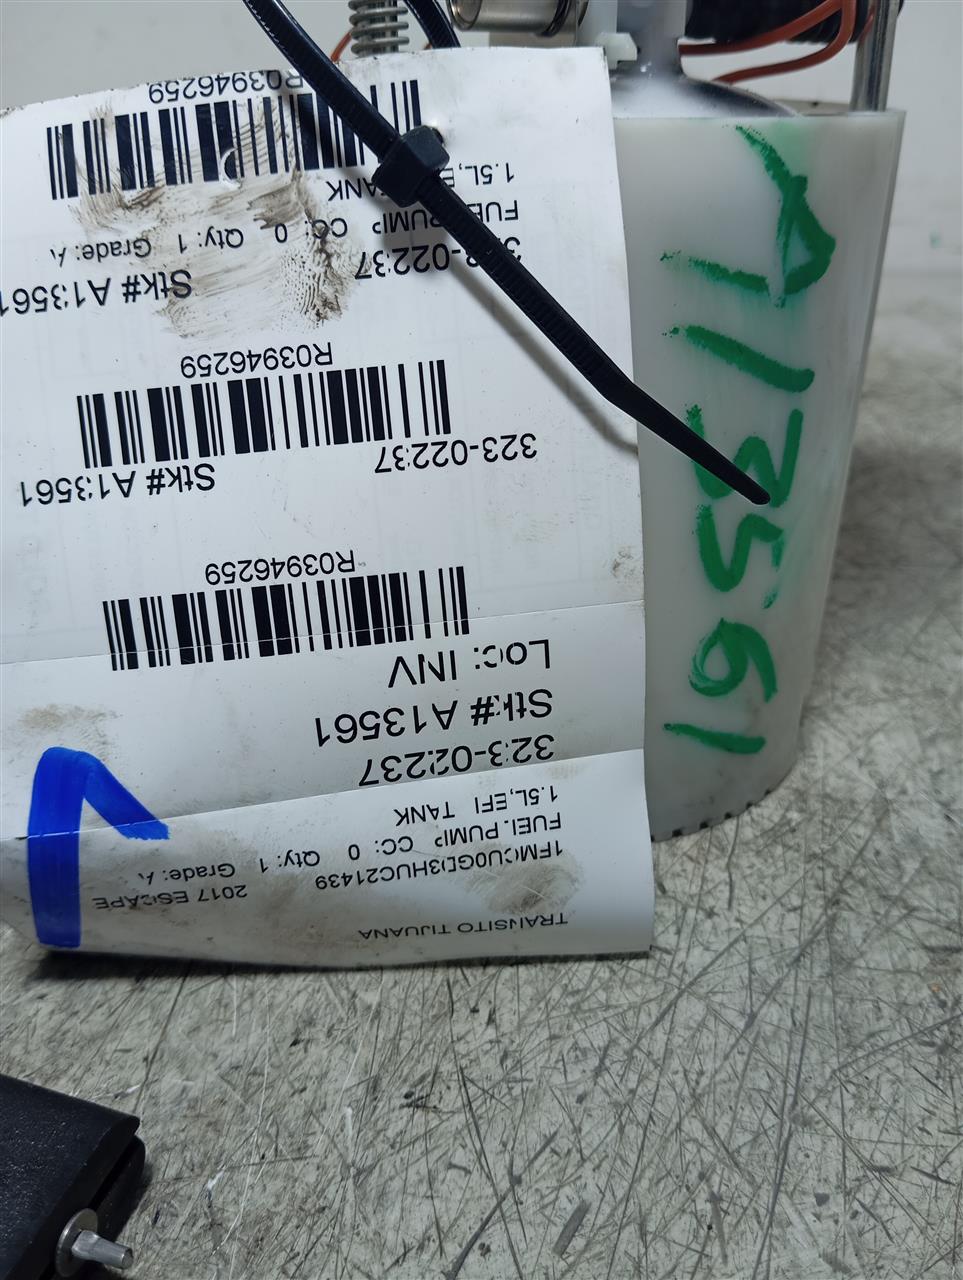 TRANSITO TIJUANA
1FMCU0GD3HUC21439 2017 ESCAPE
FUEL PUMP CC: 0 Qty: 1 Grade: A
1.5L,EFI TANK
323-02237
Stk# A13561
Loc: INV
R03946259
323-02237 Stk# A13561
R03946259
323-02237 Stk# A13561
FUEL PUMP CC: 0 Qty: 1 Grade: A
1.5L,EFI TANK
R03946259
A13561